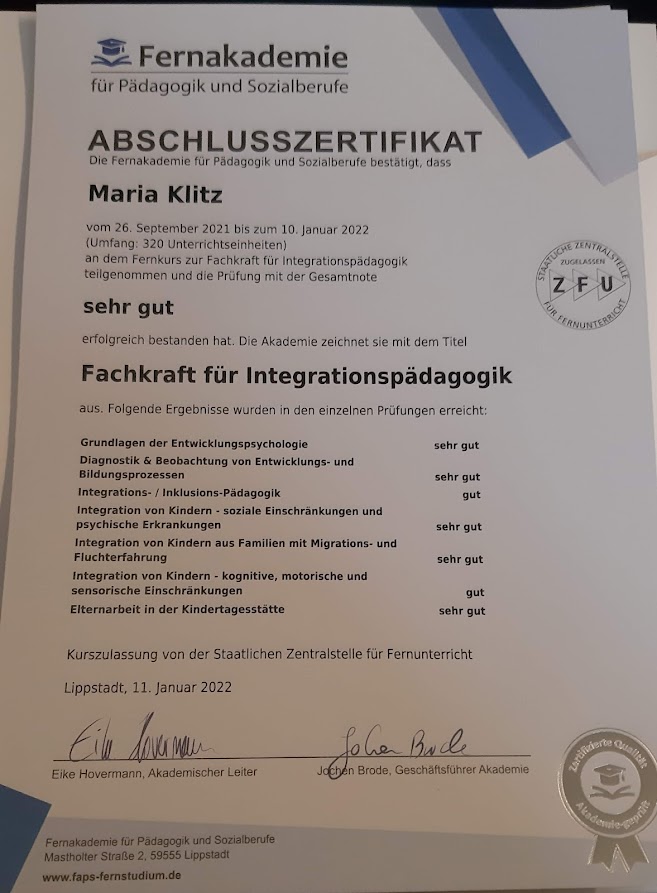 Fernakademie
für Pädagogik und Sozialberufe
ABSCHLUSSZERTIFIKAT
Die Fernakademie für Pädagogik und Sozialberufe bestätigt, dass
Maria Klitz
vom 26. September 2021 bis zum 10. Januar 2022
(Umfang: 320 Unterrichtseinheiten)
an dem Fernkurs zur Fachkraft für Integrationspädagogik
teilgenommen und die Prüfung mit der Gesamtnote
STAATLICHE ZENTRALSTELLE
ZUGELASSEN
ZFU
FÜR FERNUNTERRICHT
sehr gut
erfolgreich bestanden hat. Die Akademie zeichnet sie mit dem Titel
Fachkraft für Integrationspädagogik
aus. Folgende Ergebnisse wurden in den einzelnen Prüfungen erreicht:
Grundlagen der Entwicklungspsychologie sehr gut
Diagnostik & Beobachtung von Entwicklungs- und
Bildungsprozessen sehr gut
Integrations- / Inklusions-Pädagogik gut
Integration von Kindern - soziale Einschränkungen und
psychische Erkrankungen sehr gut
Integration von Kindern aus Familien mit Migrations- und
Fluchterfahrung sehr gut
Integration von Kindern - kognitive, motorische und
sensorische Einschränkungen gut
Elternarbeit in der Kindertagesstätte sehr gut
Kurszulassung von der Staatlichen Zentralstelle für Fernunterricht
Lippstadt, 11. Januar 2022
Eike Hovermann Jochen Brode
Eike Hovermann, Akademischer Leiter Jochen Brode, Geschäftsführer Akademie
Zertifizierte Qualität
Akademie-geprüft
Fernakademie für Pädagogik und Sozialberufe
Mastholter Straße 2, 59555 Lippstadt
www.faps-fernstudium.de